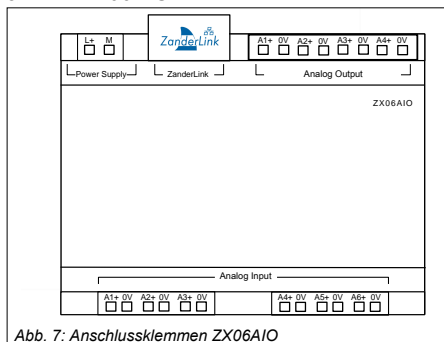 L+ M
ZanderLink
A1+ 0V A2+ 0V A3+ 0V A4+ 0V
Power Supply
ZanderLink
Analog Output
ZX06AIO
Analog Input
A1+ 0V A2+ 0V A3+ 0V
A4+ 0V A5+ 0V A6+ 0V
Abb. 7: Anschlussklemmen ZX06AIO